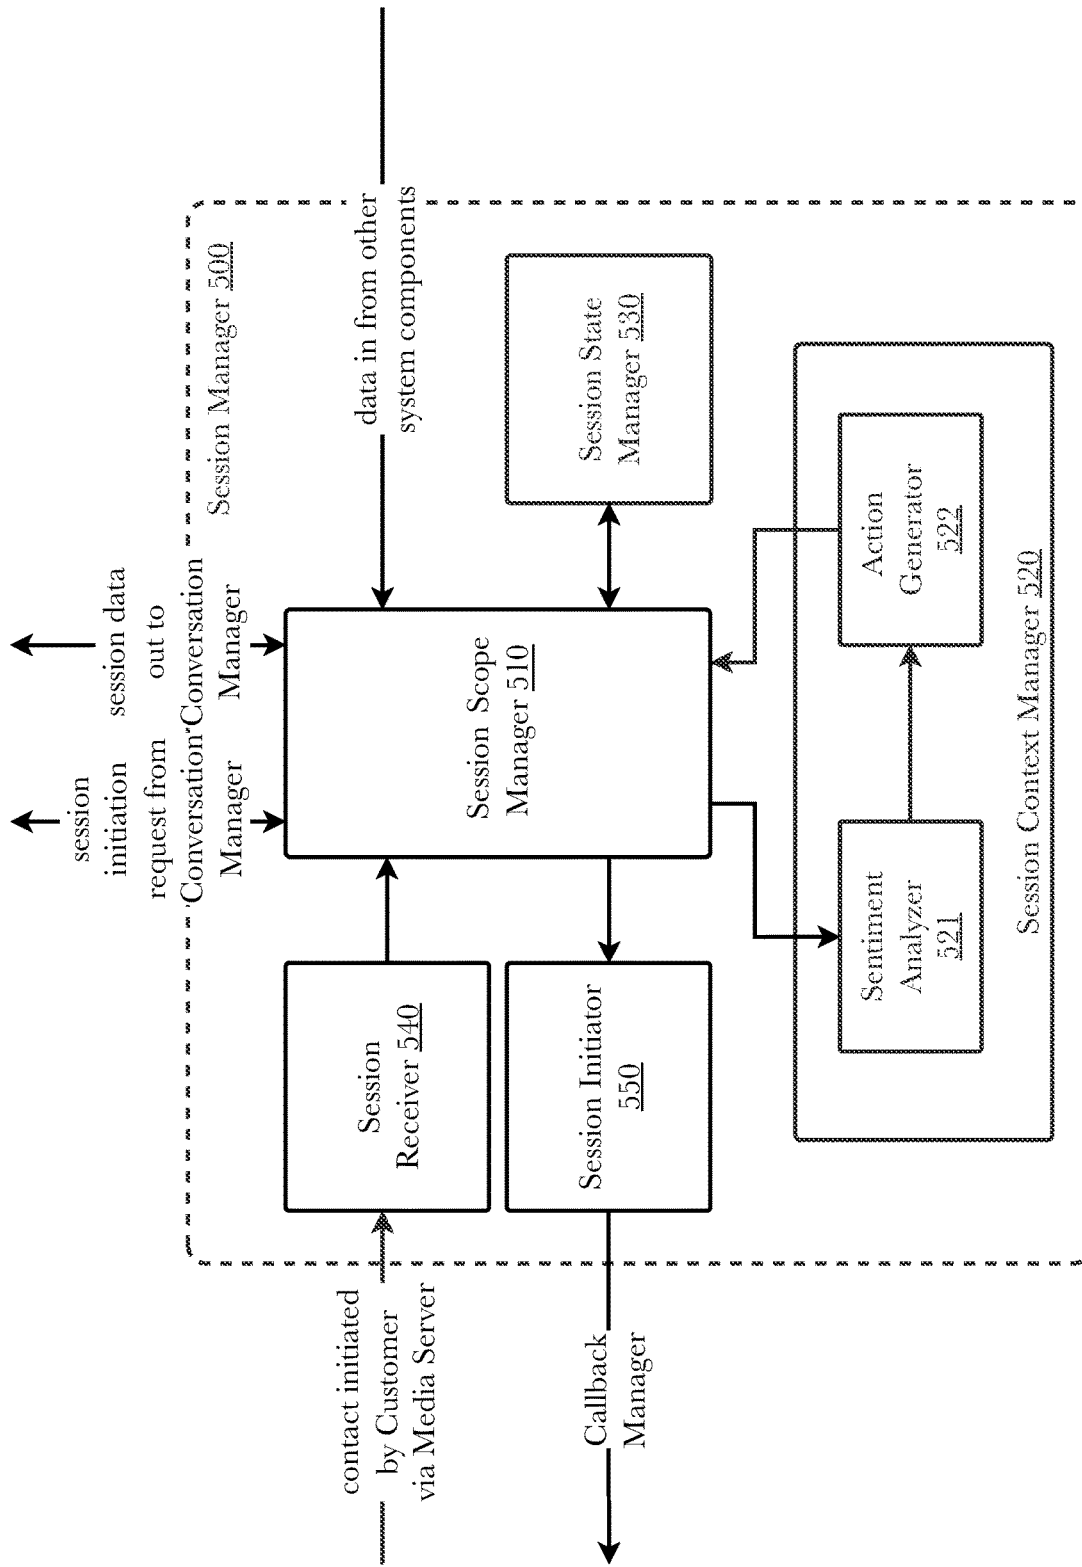 contact initiated
by Customer
via Media Server
Callback
Manager
session
initiation
request from
Conversation
Manager
session data
out to
Conversation
Manager
Session Manager 500
data in from other
system components
Session
Receiver 540
Session Initiator
550
Session Scope
Manager 510
Session State
Manager 530
Sentiment
Analyzer
521
Action
Generator
522
Session Context Manager 520